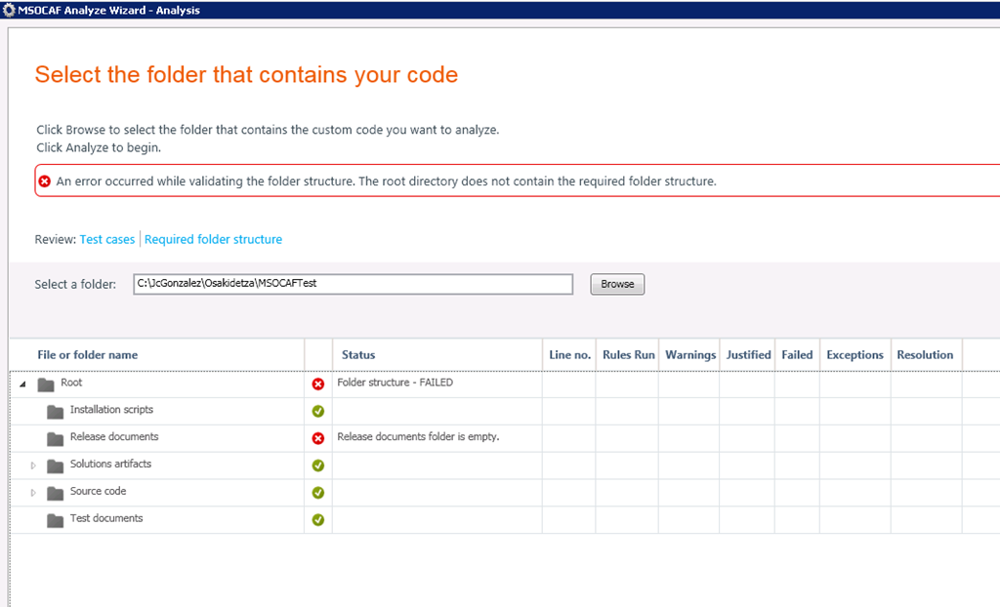 MSOCAF Analyze Wizard - Analysis
Select the folder that contains your code
Click Browse to select the folder that contains the custom code you want to analyze.
Click Analyze to begin.
An error occurred while validating the folder structure. The root directory does not contain the required folder structure.
Review: Test cases | Required folder structure
Select a folder: C:\JcGonzalez\Osakidetza\MSOCAFTest Browse
File or folder name Status Line no. Rules Run Warnings Justified Failed Exceptions Resolution
Root Folder structure - FAILED
Installation scripts
Release documents Release documents folder is empty.
Solutions artifacts
Source code
Test documents